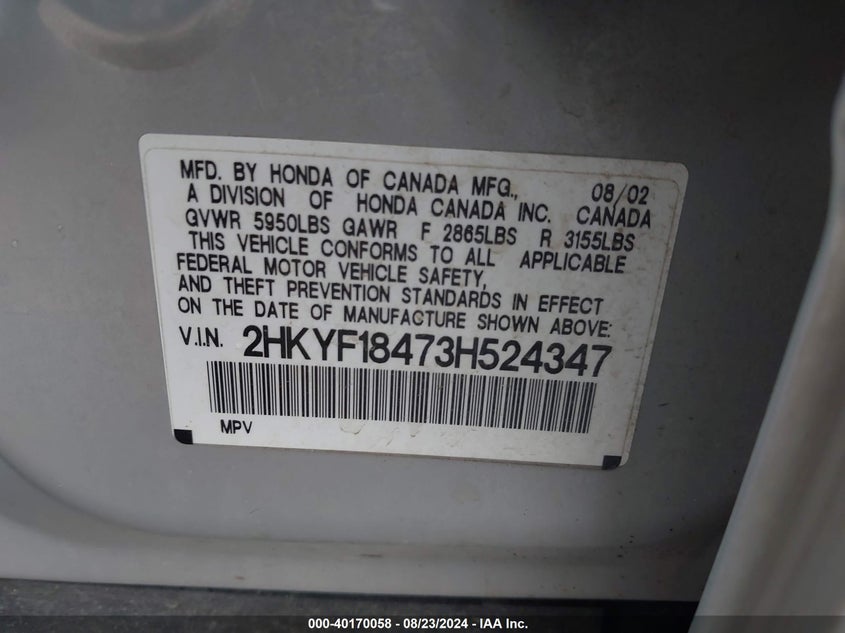 MFD. BY HONDA OF CANADA MFG., 08/02
A DIVISION OF HONDA CANADA INC. CANADA
GVWR 5950LBS GAWR F 2865LBS R 3155LBS
THIS VEHICLE CONFORMS TO ALL APPLICABLE
FEDERAL MOTOR VEHICLE SAFETY,
AND THEFT PREVENTION STANDARDS IN EFFECT
ON THE DATE OF MANUFACTURE SHOWN ABOVE:
V.I.N. 2HKYF18473H524347
MPV
000-40170058 - 08/23/2024 - IAA Inc.